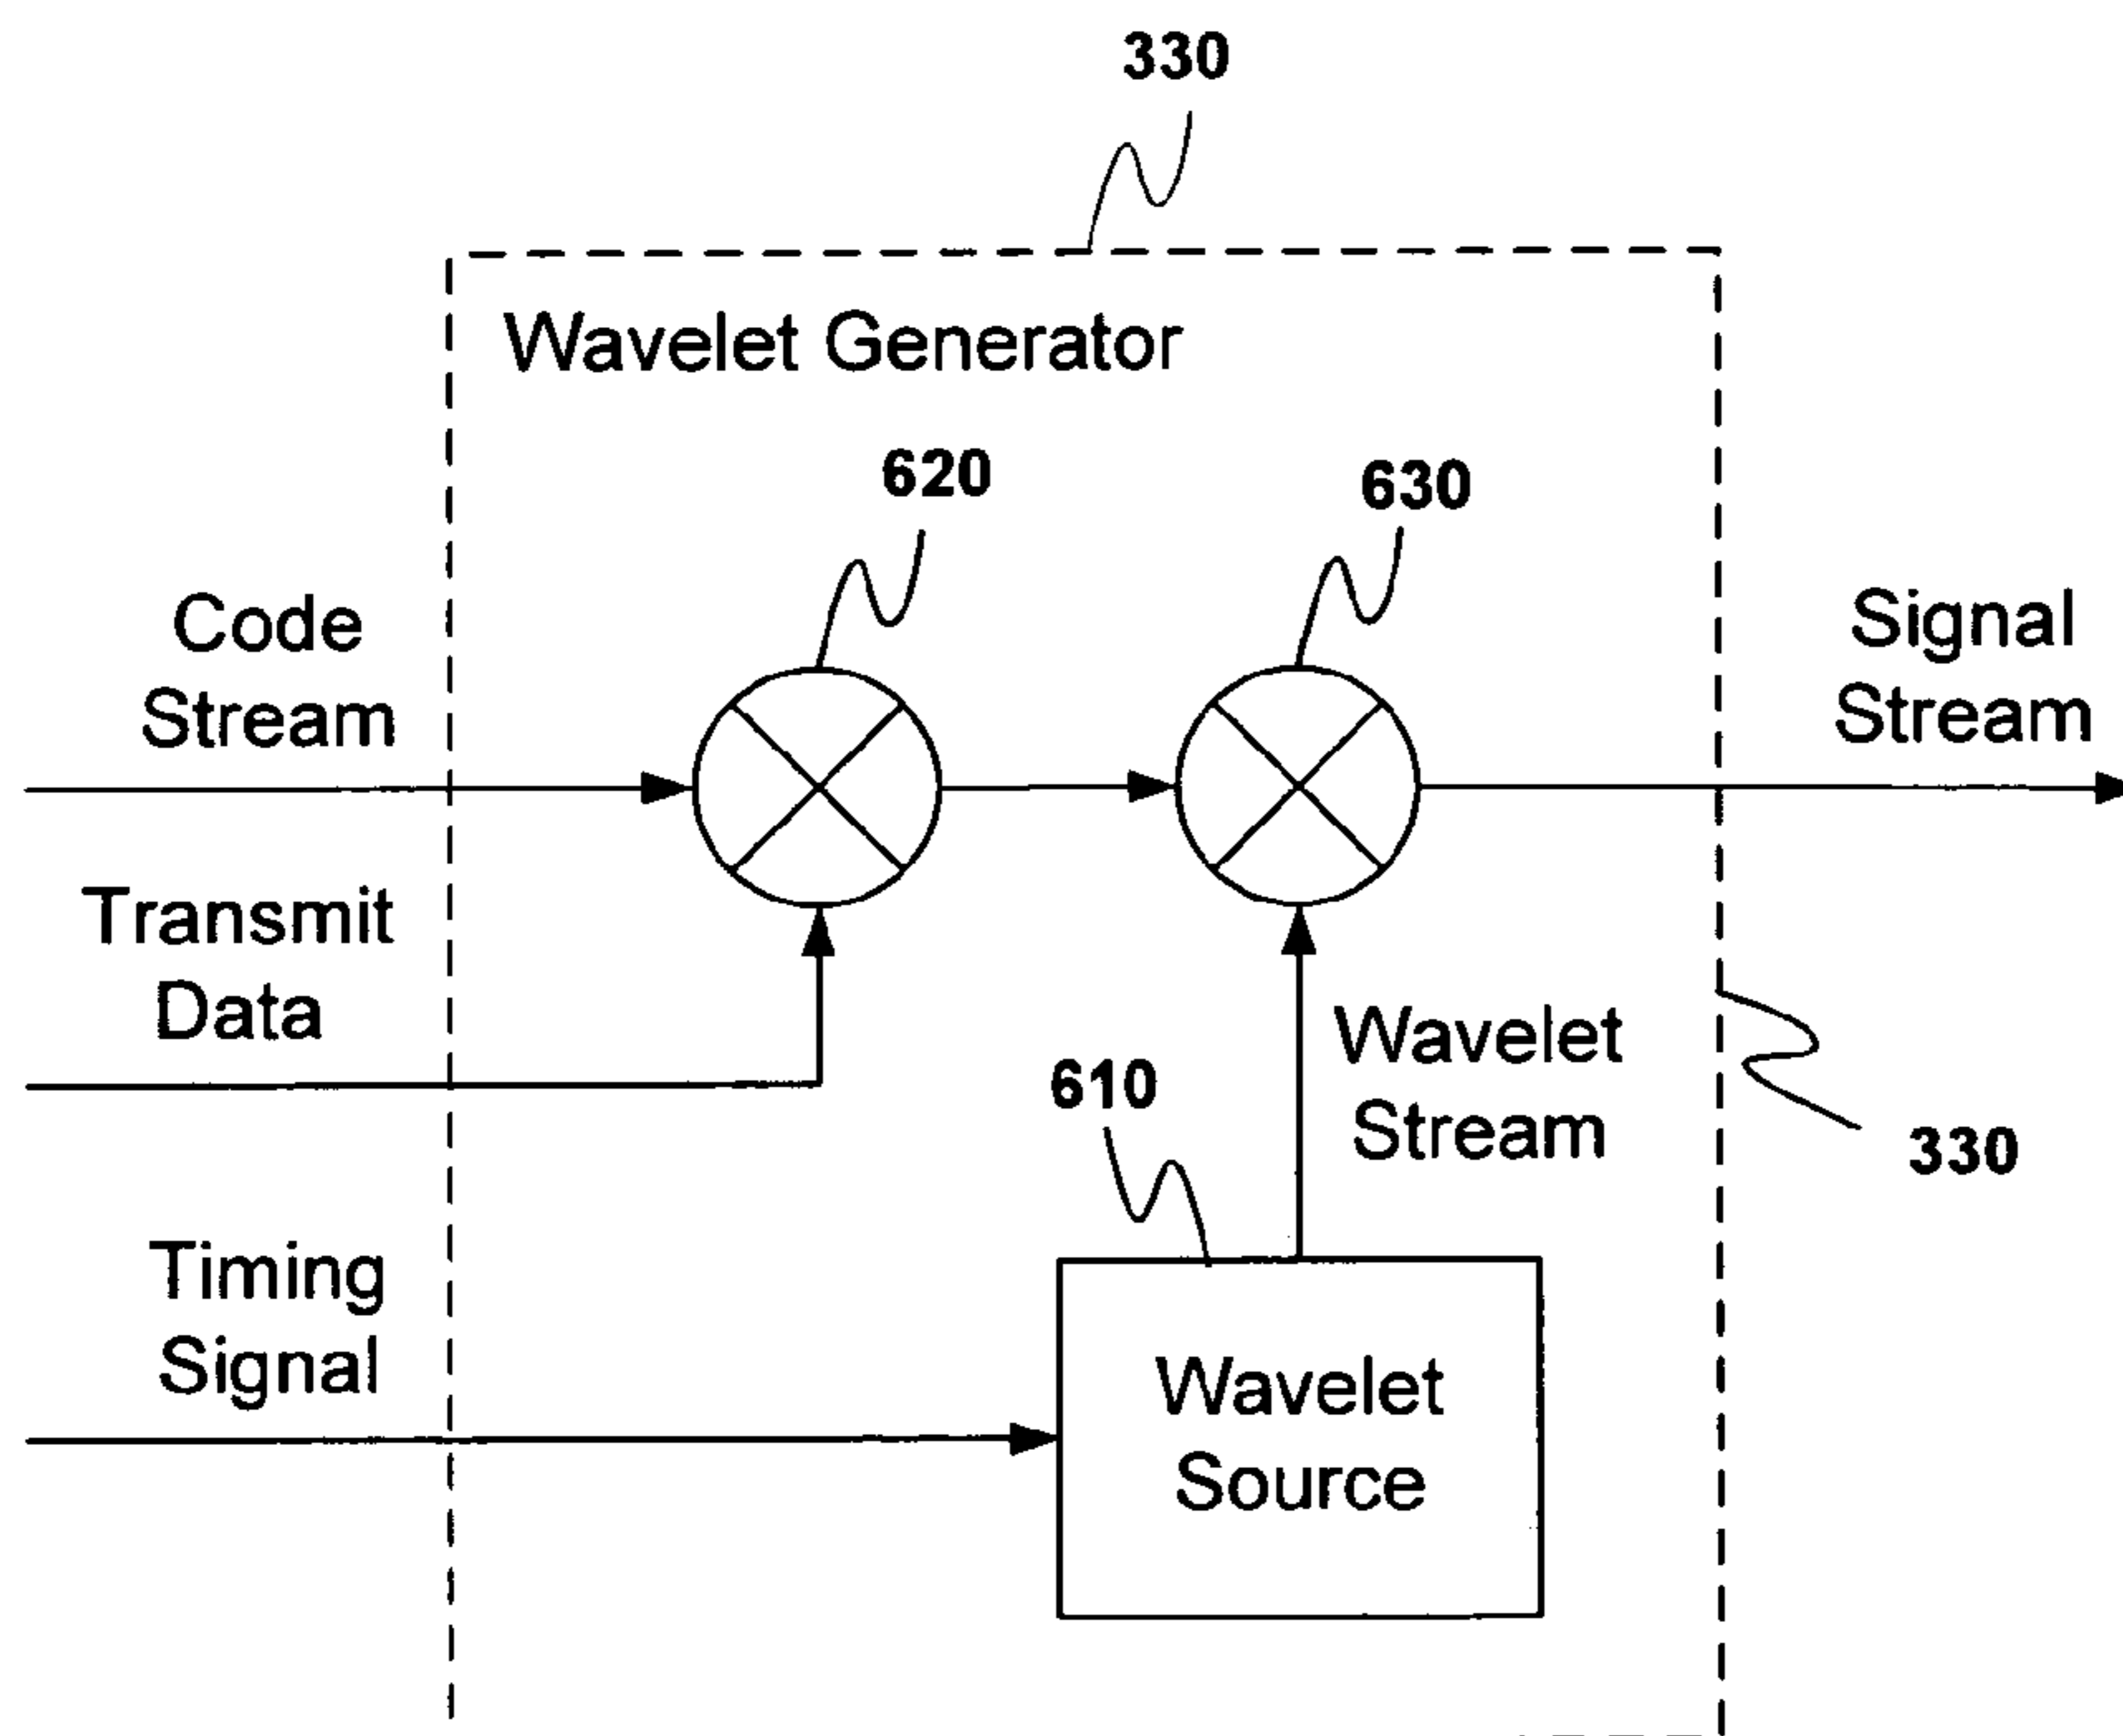 330
Wavelet Generator
620
630
Code
Stream
Signal
Stream
Transmit
Data
Wavelet
Stream
610
330
Timing
Signal
Wavelet
Source